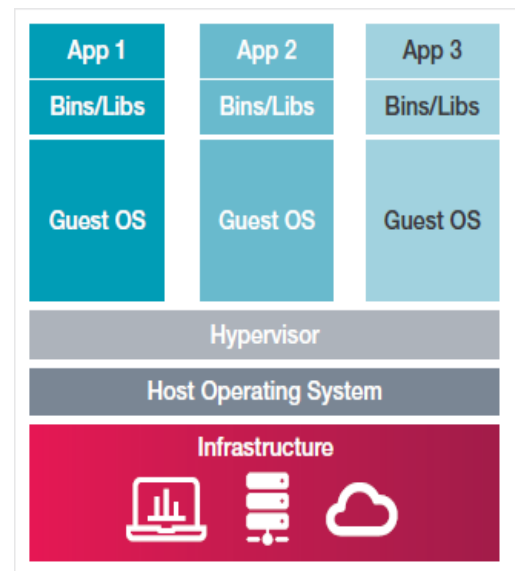 App 1
App 2
App 3
Bins/Libs
Bins/Libs
Bins/Libs
Guest OS
Guest OS
Guest OS
Hypervisor
Host Operating System
Infrastructure